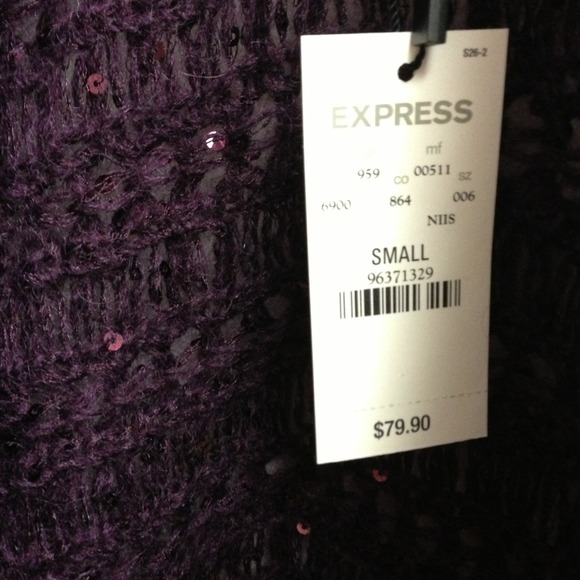 S26-2
EXPRESS
mf
959 00511
CO SZ
6900 864 006
NIIS
SMALL
96371329
$79.90